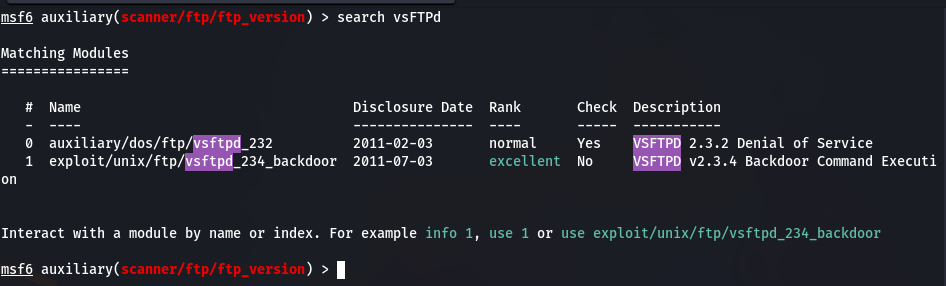 msf6 auxiliary(scanner/ftp/ftp_version) > search vsFTPd
Matching Modules
================
#  Name                                  Disclosure Date  Rank       Check  Description
-  ----                                  ---------------  ----       -----  -----------
0  auxiliary/dos/ftp/vsftpd_232          2011-02-03       normal     Yes    VSFTPD 2.3.2 Denial of Service
1  exploit/unix/ftp/vsftpd_234_backdoor  2011-07-03       excellent  No     VSFTPD v2.3.4 Backdoor Command Executi
on
Interact with a module by name or index. For example info 1, use 1 or use exploit/unix/ftp/vsftpd_234_backdoor
msf6 auxiliary(scanner/ftp/ftp_version) >